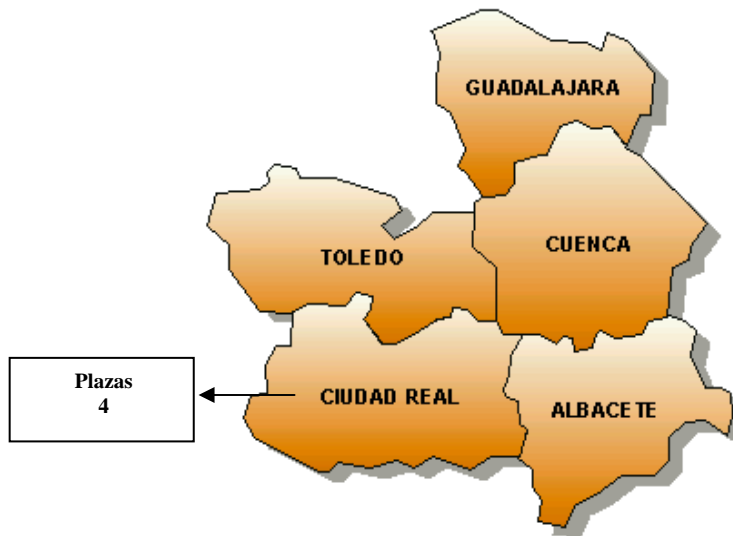 GUADALAJARA
CUENCA
TOLEDO
Plazas
4
CIUDAD REAL
ALBACETE